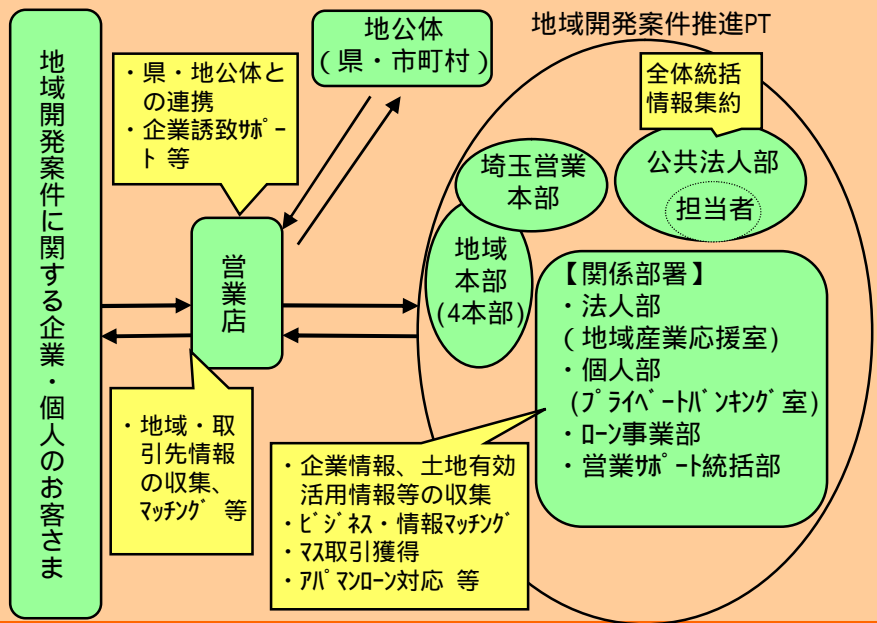 地域開発案件に関する企業・個人のお客さま
・県・地公体と
の連携
・企業誘致ｻﾎﾟｰ
ﾄ 等
地公体
（県・市町村）
地域開発案件推進PT
全体統括
情報集約
公共法人部
担当者
埼玉営業
本部
地域
本部
(4本部)
営業店
【関係部署】
・法人部
（地域産業応援室）
・個人部
(ﾌﾟﾗｲﾍﾞｰﾄﾊﾞﾝｷﾝｸﾞ室)
・ﾛｰﾝ事業部
・営業ｻﾎﾟｰﾄ統括部
・地域・取
引先情報
の収集、
ﾏｯﾁﾝｸﾞ 等
・企業情報、土地有効
活用情報等の収集
・ﾋﾞｼﾞﾈｽ・情報ﾏｯﾁﾝｸﾞ
・ﾏｽ取引獲得
・ｱﾊﾟﾏﾝﾛｰﾝ対応 等